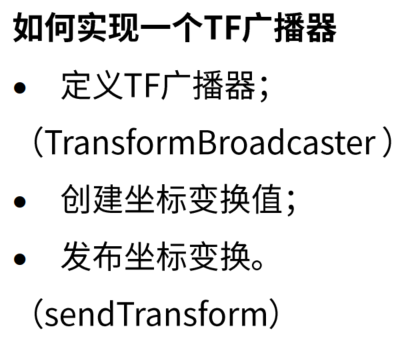 如何实现一个TF广播器
• 定义TF广播器；
（TransformBroadcaster ）
• 创建坐标变换值；
• 发布坐标变换。
（sendTransform）